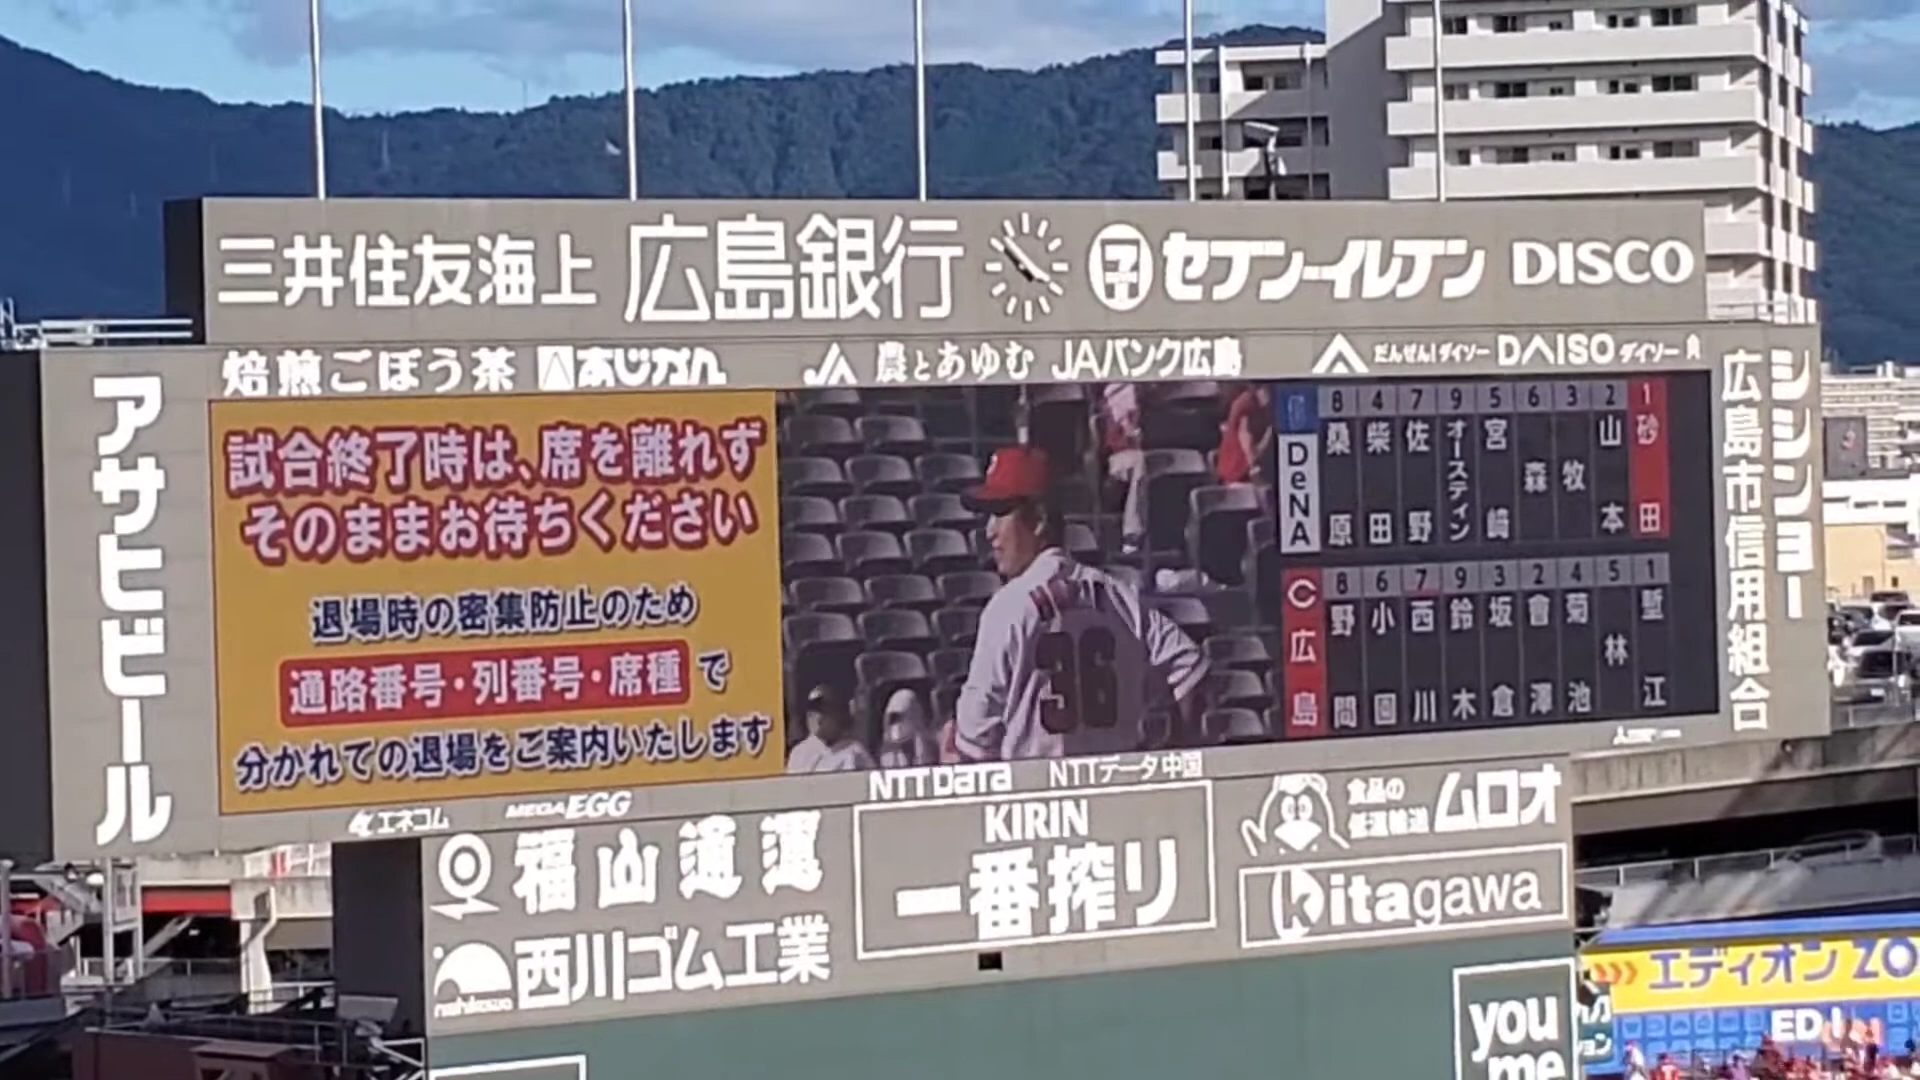 三井住友海上 広島銀行 セブン-イレブン DISCO
焙煎ごぼう茶 あじかん JA 農とあゆむ JAバンク広島 だんぜん!ダイソー DAISO ダイソー
アサヒビール
シシンヨー
広島市信用組合
試合終了時は、席を離れず
そのままお待ちください
退場時の密集防止のため
通路番号・列番号・席種 で
分かれての退場をご案内いたします
36
DeNA
8 4 7 9 5 6 3 2 1
桑原 柴田 佐野 オースティン 宮﨑 森 牧 山本 砂田
C広島
8 6 7 9 3 2 4 5 1
野間 小園 西川 鈴木 坂倉 會澤 菊池 林 堅江
エネコム MEGA EGG NTT DATA NTTデータ中国
福山通運
KIRIN
一番搾り
食品の
低温輸送 ムロオ
nishikawa 西川ゴム工業
Kitagawa
エディオン ZO
EDI
you
me